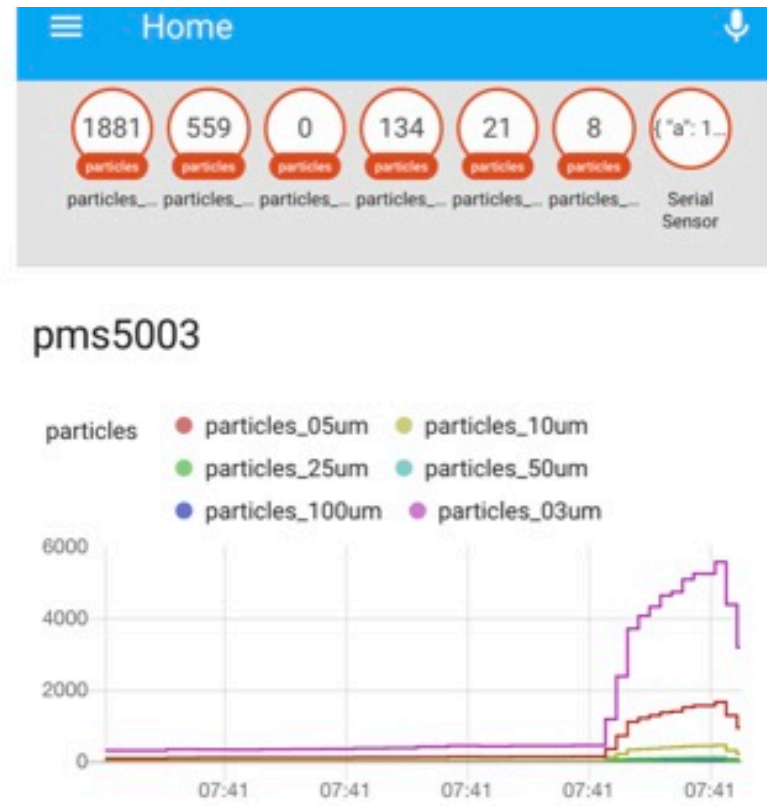 Home
1881 559 0 134 21 8 { "a": 1...
particles particles particles particles particles particles
particles_... particles_... particles_... particles_... particles_... particles_... Serial
Sensor
pms5003
particles particles_05um particles_10um
particles_25um particles_50um
particles_100um particles_03um
6000
4000
2000
0
07:41 07:41 07:41 07:41 07:41